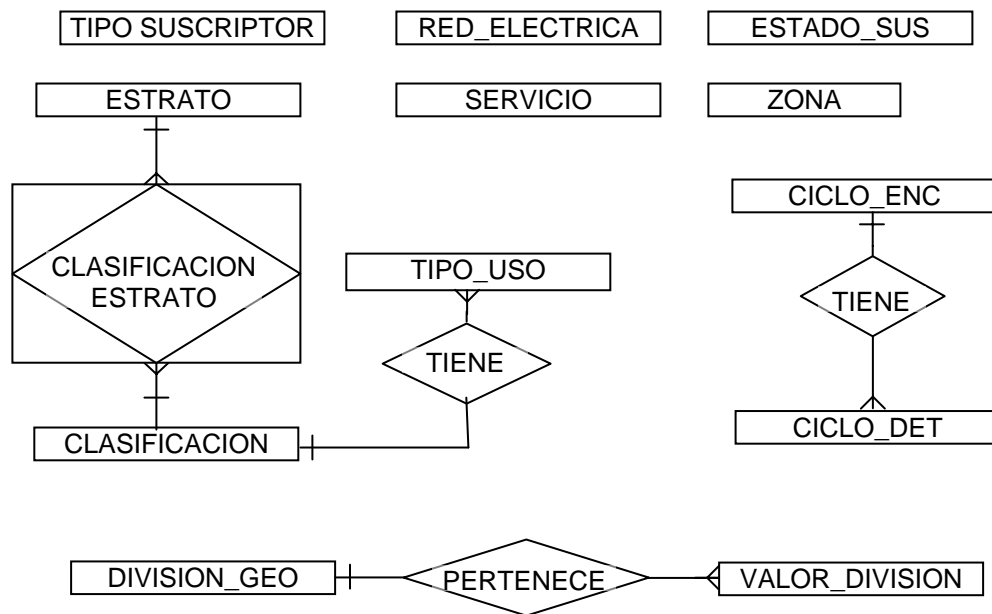 TIPO SUSCRIPTOR
RED_ELECTRICA
ESTADO_SUS
ESTRATO
SERVICIO
ZONA
CICLO_ENC
CLASIFICACION
ESTRATO
TIPO_USO
TIENE
TIENE
CLASIFICACION
CICLO_DET
DIVISION_GEO
PERTENECE
VALOR_DIVISION